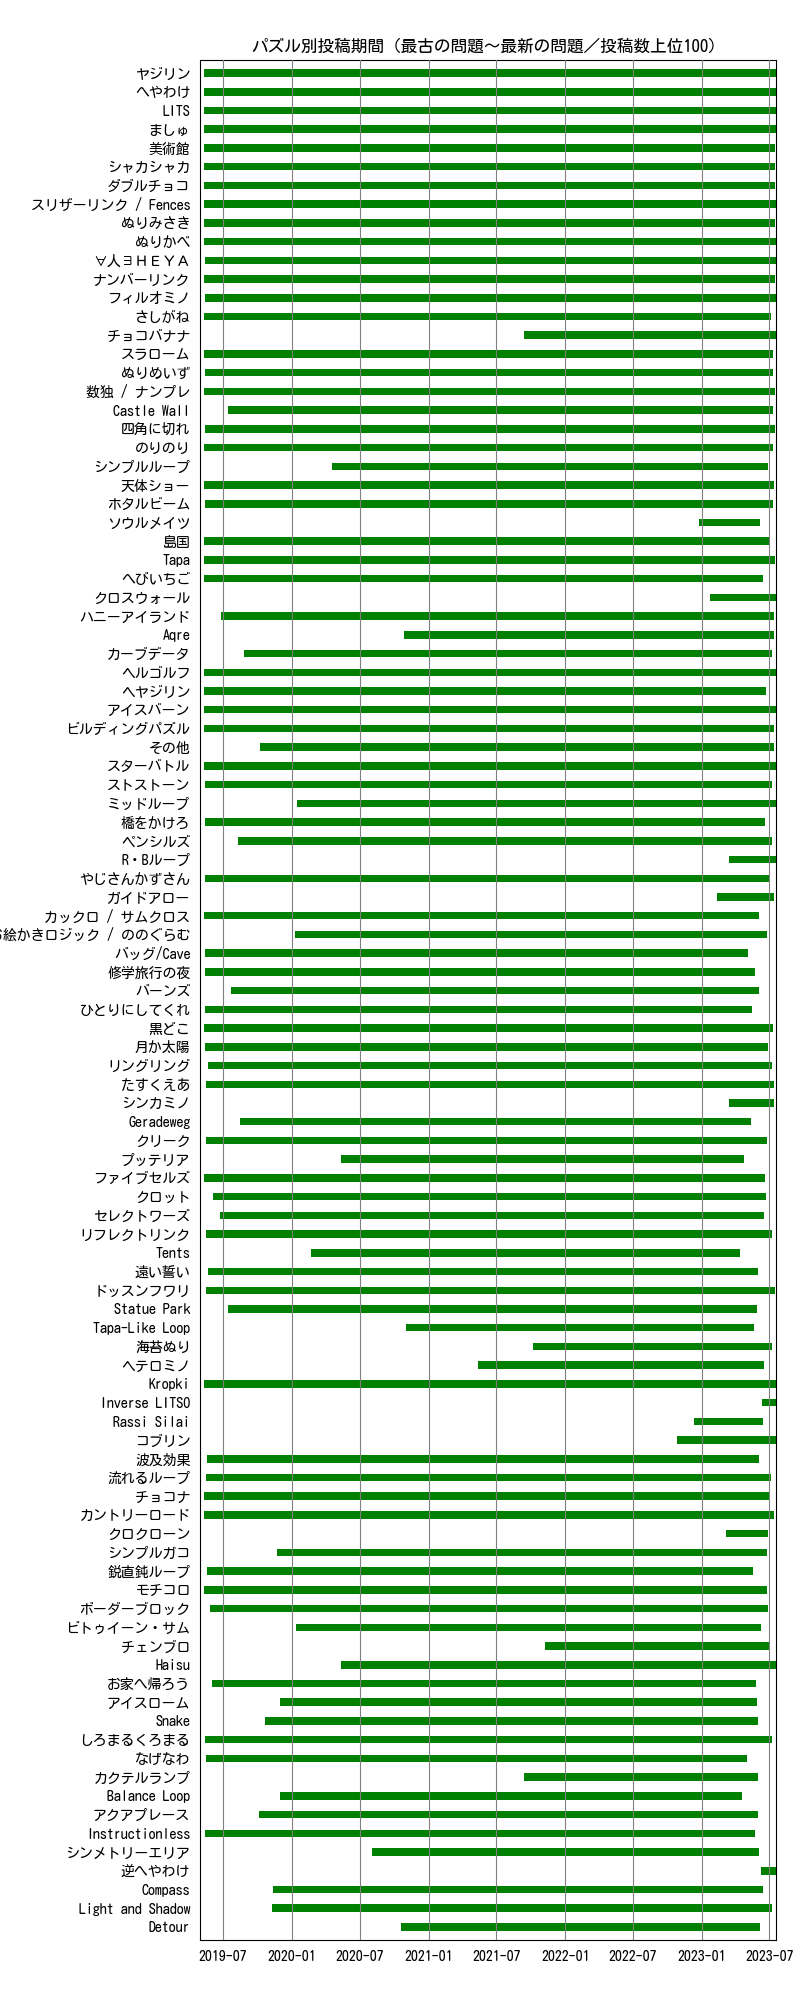 パズル別投稿期間（最古の問題～最新の問題／投稿数上位100）
ヤジリン
へやわけ
LITS
ましゅ
美術館
シャカシャカ
ダブルチョコ
スリザーリンク / Fences
ぬりみさき
ぬりかべ
∀人∃ＨＥＹＡ
ナンバーリンク
フィルオミノ
さしがね
チョコバナナ
スラローム
ぬりめいず
数独 / ナンプレ
Castle Wall
四角に切れ
のりのり
シンプルループ
天体ショー
ホタルビーム
ソウルメイツ
島国
Tapa
へびいちご
クロスウォール
ハニーアイランド
Aqre
カーブデータ
ヘルゴルフ
ヘヤジリン
アイスバーン
ビルディングパズル
その他
スターバトル
ストストーン
ミッドループ
橋をかけろ
ペンシルズ
R・Bループ
やじさんかずさん
ガイドアロー
カックロ / サムクロス
絵かきロジック / ののぐらむ
バッグ/Cave
修学旅行の夜
バーンズ
ひとりにしてくれ
黒どこ
月か太陽
リングリング
たすくえあ
シンカミノ
Geradeweg
クリーク
プッテリア
ファイブセルズ
クロット
セレクトワーズ
リフレクトリンク
Tents
遠い誓い
ドッスンフワリ
Statue Park
Tapa-Like Loop
海苔ぬり
ヘテロミノ
Kropki
Inverse LITSO
Rassi Silai
コブリン
波及効果
流れるループ
チョコナ
カントリーロード
クロクローン
シンプルガコ
鋭直鈍ループ
モチコロ
ボーダーブロック
ビトゥイーン・サム
チェンブロ
Haisu
お家へ帰ろう
アイスローム
Snake
しろまるくろまる
なげなわ
カクテルランプ
Balance Loop
アクアプレース
Instructionless
シンメトリーエリア
逆へやわけ
Compass
Light and Shadow
Detour
2019-07 2020-01 2020-07 2021-01 2021-07 2022-01 2022-07 2023-01 2023-07